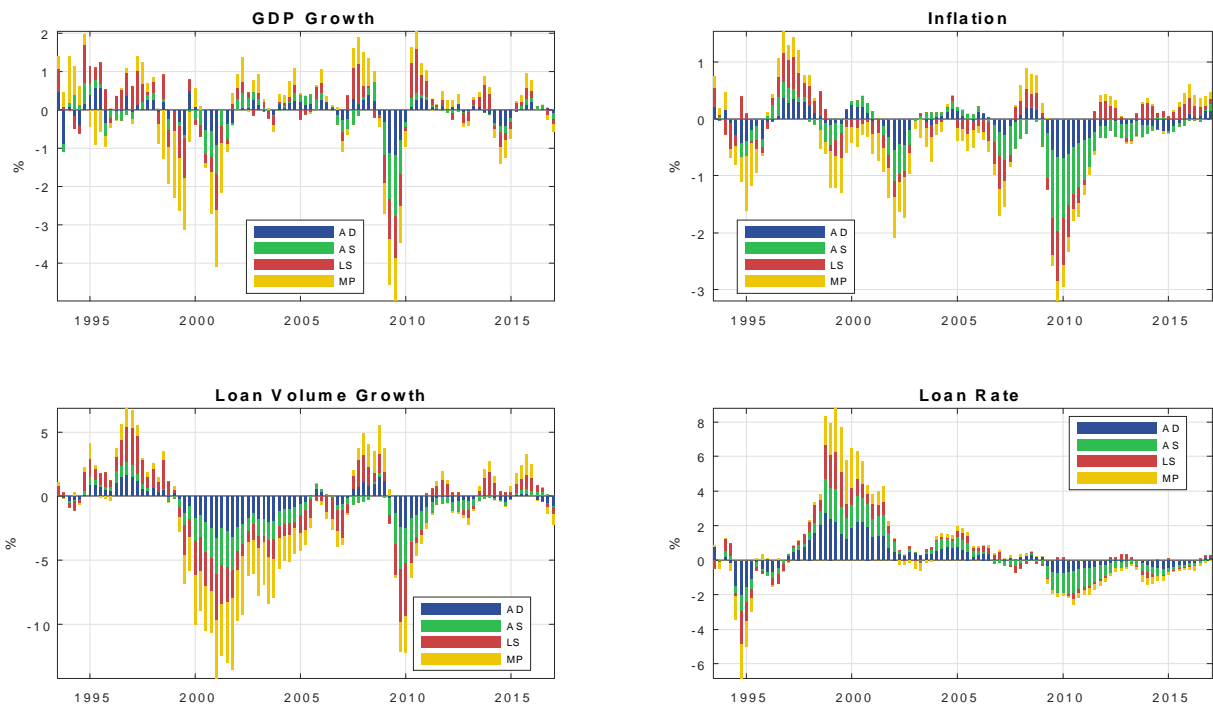 GDP Growth
2
1
0
-1
-2
-3
-4
%
AD
AS
LS
MP
1995 2000 2005 2010 2015
Inflation
1
0
-1
-2
-3
%
AD
AS
LS
MP
1995 2000 2005 2010 2015
Loan Volume Growth
5
0
-5
-10
%
AD
AS
LS
MP
1995 2000 2005 2010 2015
Loan Rate
8
6
4
2
0
-2
-4
-6
%
AD
AS
LS
MP
1995 2000 2005 2010 2015